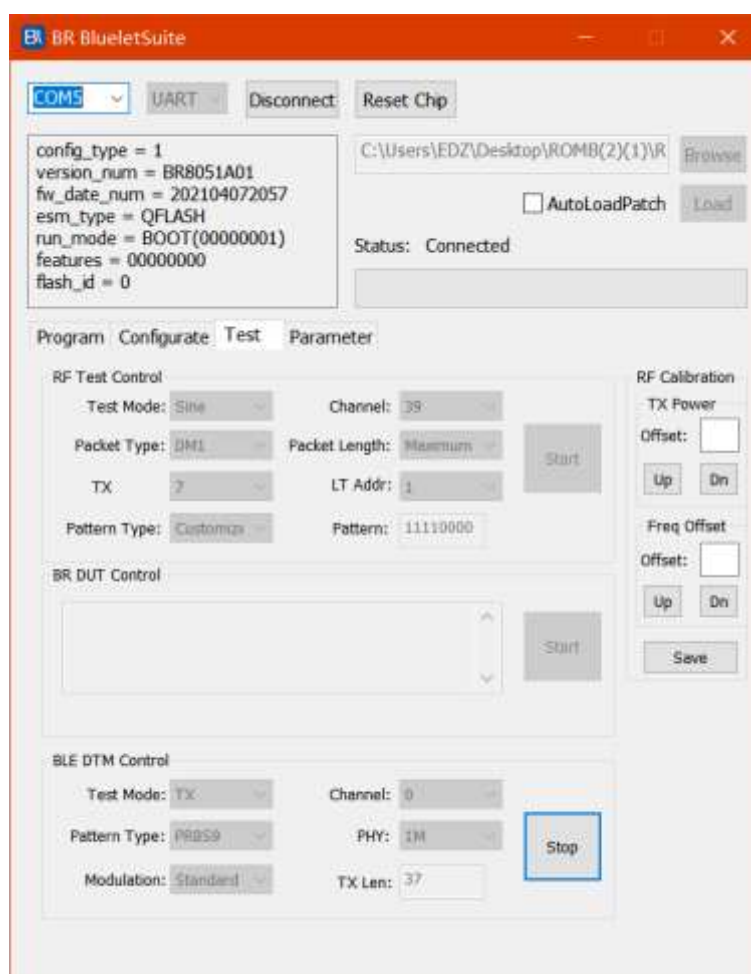 BR BR BlueletSuite
COM5 UART Disconnect Reset Chip
config_type = 1
version_num = BR8051A01
fw_date_num = 202104072057
esm_type = QFLASH
run_mode = BOOT(00000001)
features = 00000000
flash_id = 0
C:\Users\EDZ\Desktop\ROMB(2)(1)\R Browse
AutoLoadPatch Load
Status: Connected
Program Configurate Test Parameter
RF Test Control
Test Mode: Sine Channel: 39
Packet Type: DM1 Packet Length: Maximum
TX 7 LT Addr: 1
Pattern Type: Customize Pattern: 11110000
Start
BR DUT Control
Start
BLE DTM Control
Test Mode: TX Channel: 0
Pattern Type: PRBS9 PHY: 1M
Modulation: Standard TX Len: 37
Stop
RF Calibration
TX Power
Offset:
Up Dn
Freq Offset
Offset:
Up Dn
Save